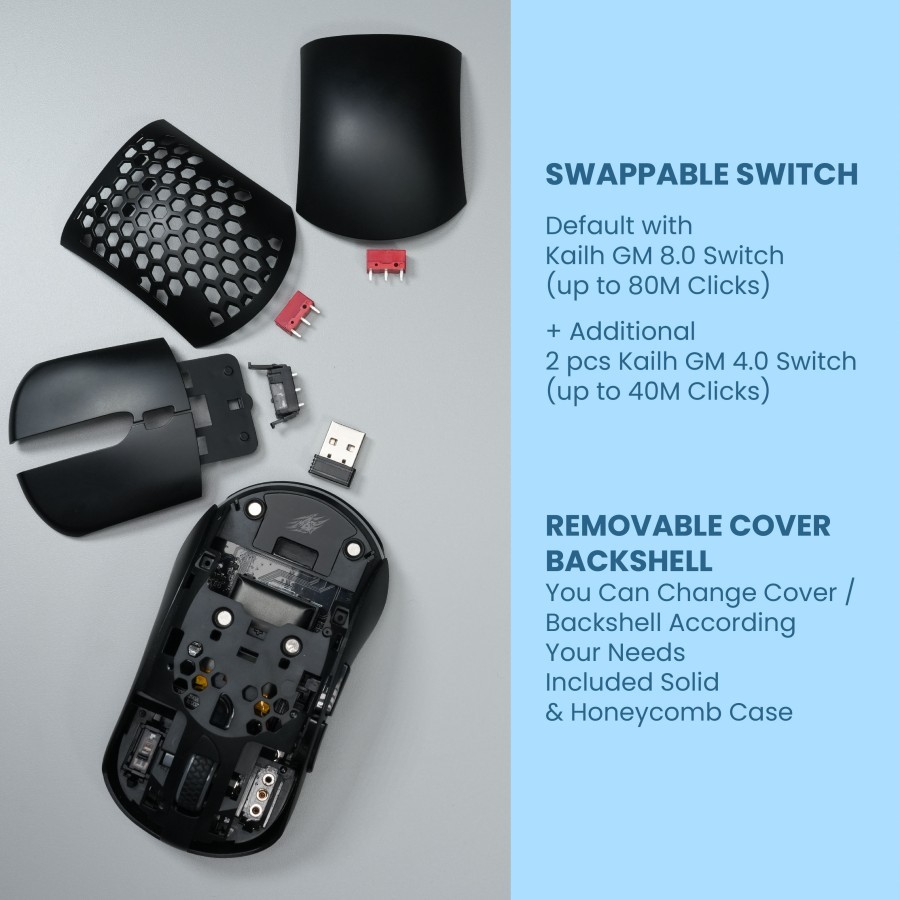 SWAPPABLE SWITCH
Default with
Kailh GM 8.0 Switch
(up to 80M Clicks)
+ Additional
2 pcs Kailh GM 4.0 Switch
(up to 40M Clicks)
REMOVABLE COVER
BACKSHELL
You Can Change Cover /
Backshell According
Your Needs
Included Solid
& Honeycomb Case